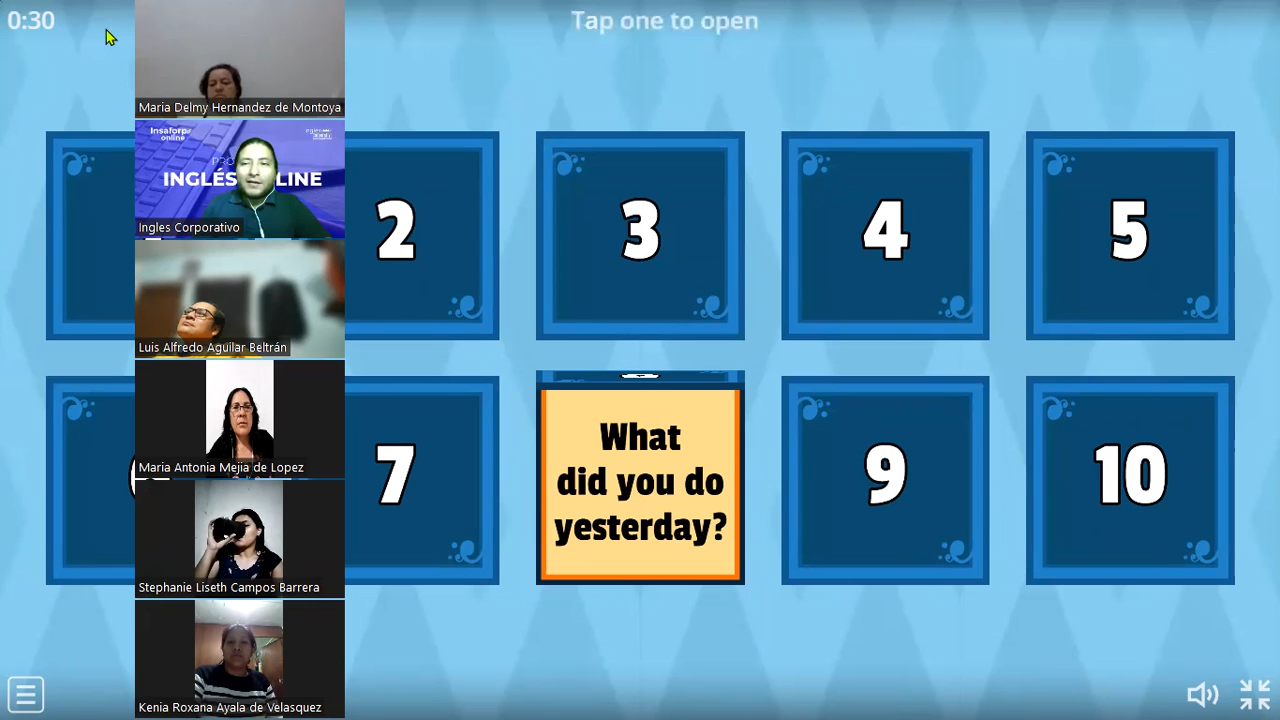 0:30
Tap one to open
Maria Delmy Hernandez de Montoya
Insaforp
online
INGLÉS
LINE
Ingles Corporativo
Luis Alfredo Aguilar Beltrán
Maria Antonia Mejia de Lopez
Stephanie Liseth Campos Barrera
Kenia Roxana Ayala de Velasquez
2
3
4
5
7
What
did you do
yesterday?
9
10